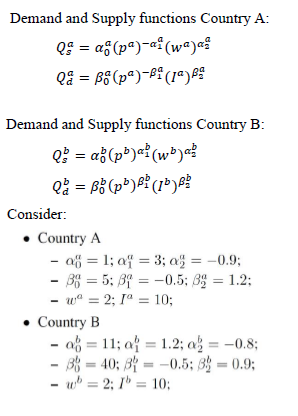 Demand and Supply functions Country A:
$Q_s^a = \alpha_0^a (p^a)^{-\alpha_1^a} (w^a)^{\alpha_2^a}$
$Q_d^a = \beta_0^a (p^a)^{-\beta_1^a} (I^a)^{\beta_2^a}$
Demand and Supply functions Country B:
$Q_s^b = \alpha_0^b (p^b)^{\alpha_1^b} (w^b)^{\alpha_2^b}$
$Q_d^b = \beta_0^b (p^b)^{\beta_1^b} (I^b)^{\beta_2^b}$
Consider:
• Country A
– $\alpha_0^a = 1; \alpha_1^a = 3; \alpha_2^a = -0.9;$
– $\beta_0^a = 5; \beta_1^a = -0.5; \beta_2^a = 1.2;$
– $w^a = 2; I^a = 10;$
• Country B
– $\alpha_0^b = 11; \alpha_1^b = 1.2; \alpha_2^b = -0.8;$
– $\beta_0^b = 40; \beta_1^b = -0.5; \beta_2^b = 0.9;$
– $w^b = 2; I^b = 10;$